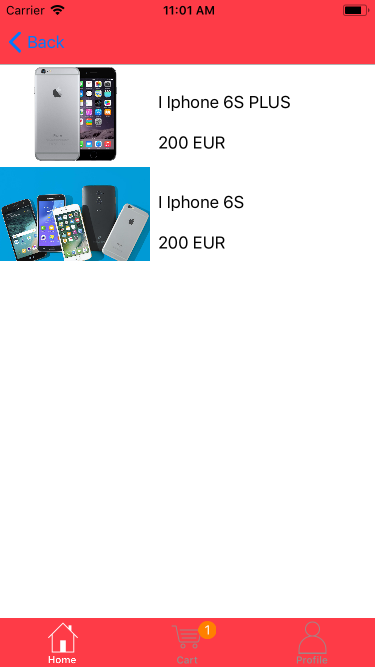 Carrier 11:01 AM
Back
I Iphone 6S PLUS
200 EUR
I Iphone 6S
200 EUR
1
Home Cart Profile